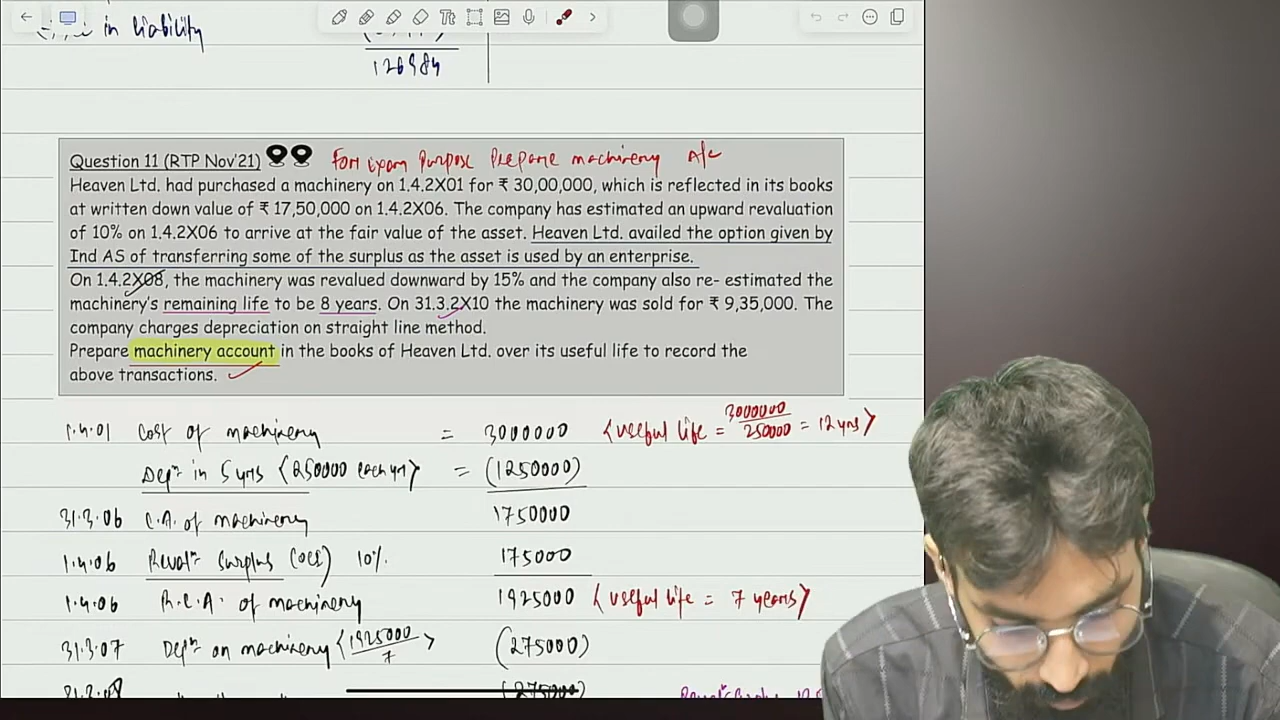 in liability
126984
Question 11 (RTP Nov'21) For exam Purpose Prepare machinery A/c
Heaven Ltd. had purchased a machinery on 1.4.2X01 for ₹ 30,00,000, which is reflected in its books
at written down value of ₹ 17,50,000 on 1.4.2X06. The company has estimated an upward revaluation
of 10% on 1.4.2X06 to arrive at the fair value of the asset. Heaven Ltd. availed the option given by
Ind AS of transferring some of the surplus as the asset is used by an enterprise.
On 1.4.2X08, the machinery was revalued downward by 15% and the company also re- estimated the
machinery's remaining life to be 8 years. On 31.3.2X10 the machinery was sold for ₹ 9,35,000. The
company charges depreciation on straight line method.
Prepare machinery account in the books of Heaven Ltd. over its useful life to record the
above transactions.
1.4.01 Cost of machinery = 3000000 <useful life = 3000000/250000 = 12 yrs>
Depn in 5 yrs <250000 each yr> = (1250000)
31.3.06 C.A. of machinery 1750000
1.4.06 Revaln Surplus (OCI) 10% 175000
1.4.06 R.C.A. of machinery 1925000 <useful life = 7 years>
31.3.07 Depn on machinery <1925000/7> (275000)
31.3.08 (275000)